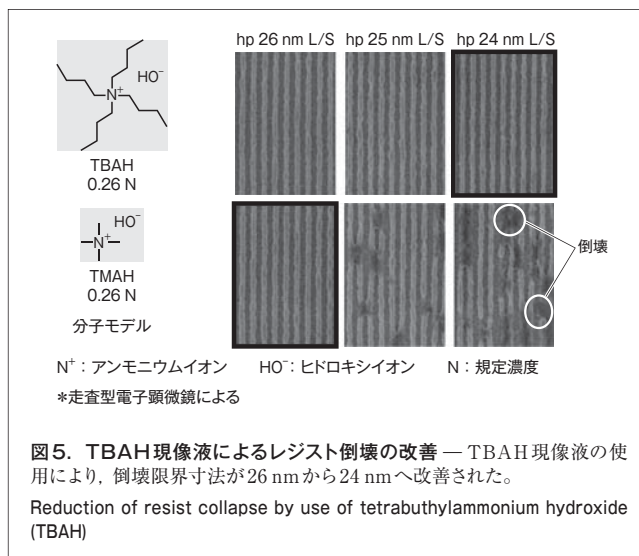 hp 26 nm L/S hp 25 nm L/S hp 24 nm L/S
HO⁻
N⁺
TBAH
0.26 N
HO⁻
N⁺
TMAH
0.26 N
倒壊
分子モデル
N⁺：アンモニウムイオン HO⁻：ヒドロキシイオン N：規定濃度
*走査型電子顕微鏡による
図5．TBAH現像液によるレジスト倒壊の改善 — TBAH現像液の使
用により，倒壊限界寸法が26 nmから24 nmへ改善された。
Reduction of resist collapse by use of tetrabuthylammonium hydroxide
(TBAH)